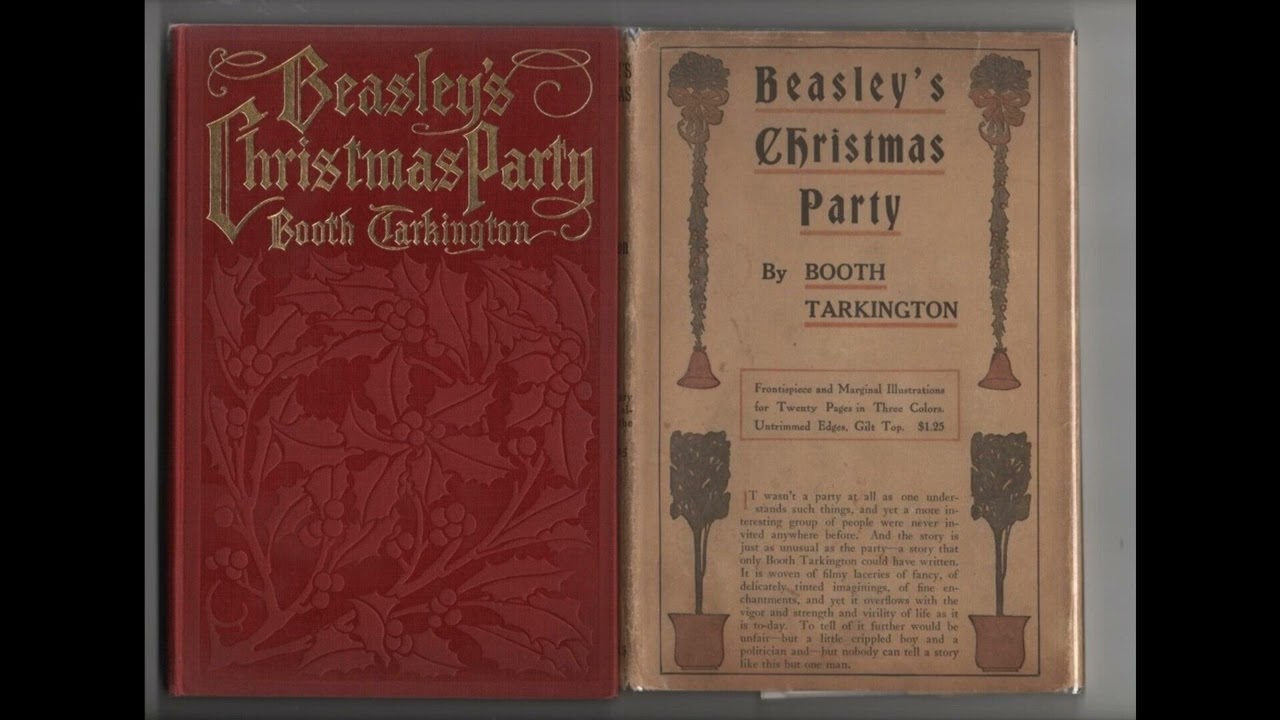 Beasley's
Christmas Party
Booth Tarkington
Beasley's
Christmas
Party
By BOOTH
TARKINGTON
Frontispiece and Marginal Illustrations
for Twenty Pages in Three Colors.
Untrimmed Edges, Gilt Top. $1.25
IT wasn't a party at all as one under-
stands such things, and yet a more in-
teresting group of people were never in-
vited anywhere before. And the story is
just as unusual as the party—a story that
only Booth Tarkington could have written.
It is woven of filmy laceries of fancy, of
delicately tinted imaginings, of fine en-
chantments, and yet it overflows with the
vigor and strength and virility of life as it
is to-day. To tell of it further would be
unfair—but a little crippled boy and a
politician and—but nobody can tell a story
like this but one man.